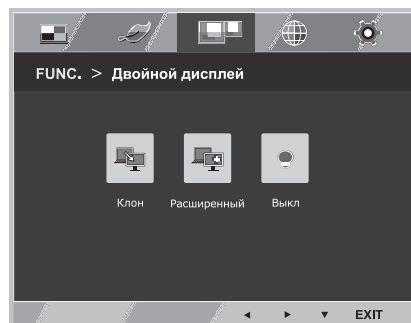 FUNC. > Двойной дисплей
Клон Расширенный Выкл
◄ ► ▼ EXIT